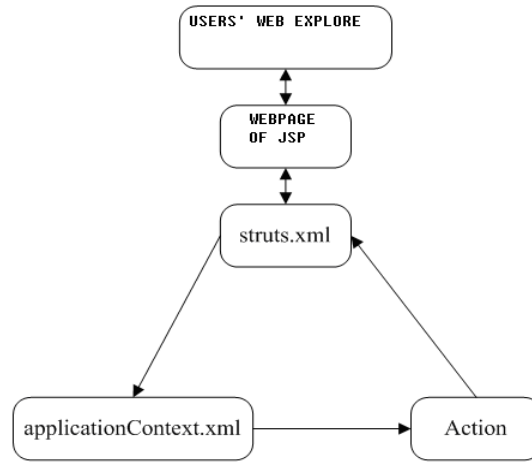 USERS' WEB EXPLORE
WEBPAGE
OF JSP
struts.xml
applicationContext.xml
Action